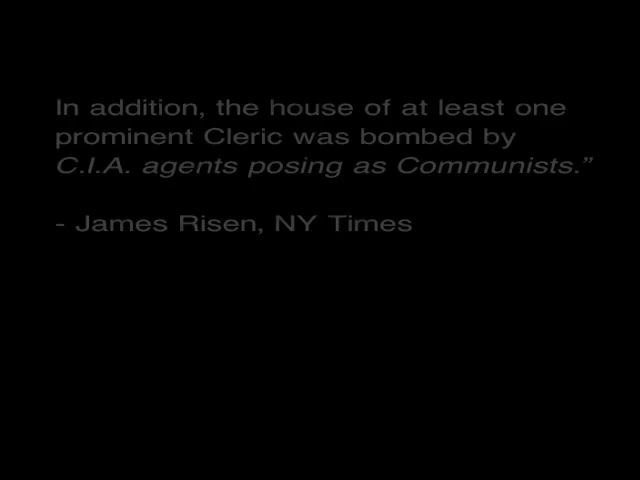 In addition, the house of at least one
prominent Cleric was bombed by
C.I.A. agents posing as Communists.”
- James Risen, NY Times